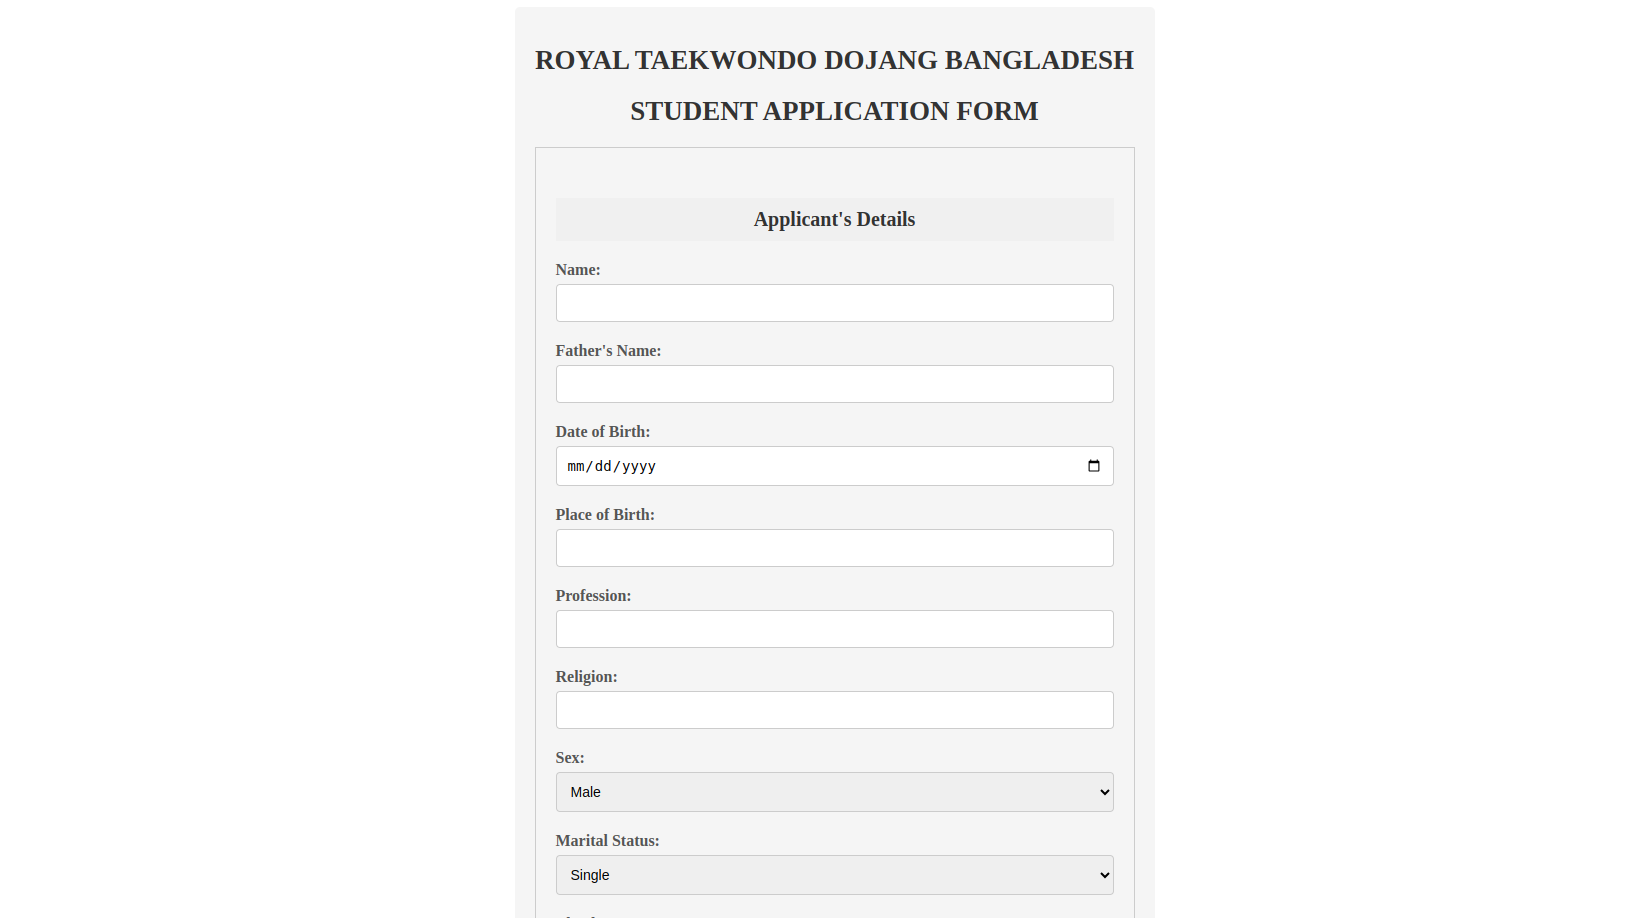 ROYAL TAEKWONDO DOJANG BANGLADESH
STUDENT APPLICATION FORM
Applicant's Details
Name:
Father's Name:
Date of Birth:
mm/dd/yyyy
Place of Birth:
Profession:
Religion:
Sex:
Male
Marital Status:
Single